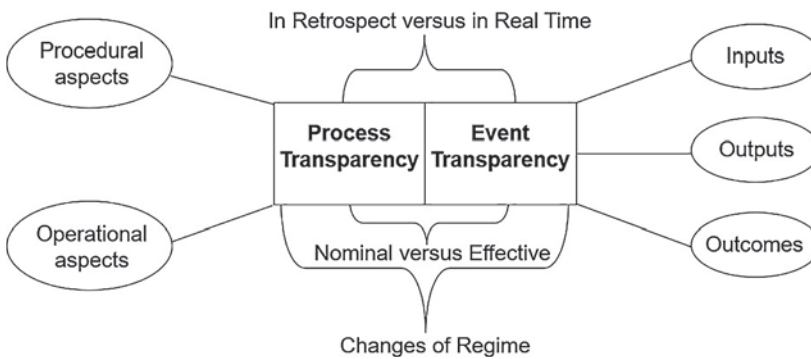 In Retrospect versus in Real Time
Procedural
aspects
Inputs
Process
Transparency
Event
Transparency
Outputs
Operational
aspects
Nominal versus Effective
Outcomes
Changes of Regime